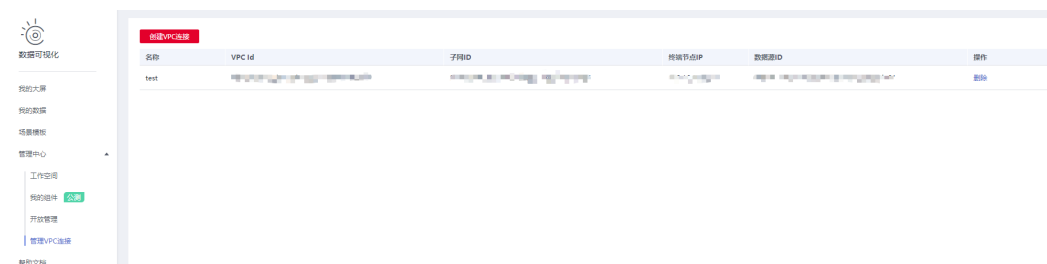 数据可视化
我的大屏
我的数据
场景模板
管理中心
工作空间
我的组件 公测
开放管理
管理VPC连接
帮助文档
创建VPC连接
名称 VPC Id 子网ID 终端节点IP 数据源ID 操作
test 删除